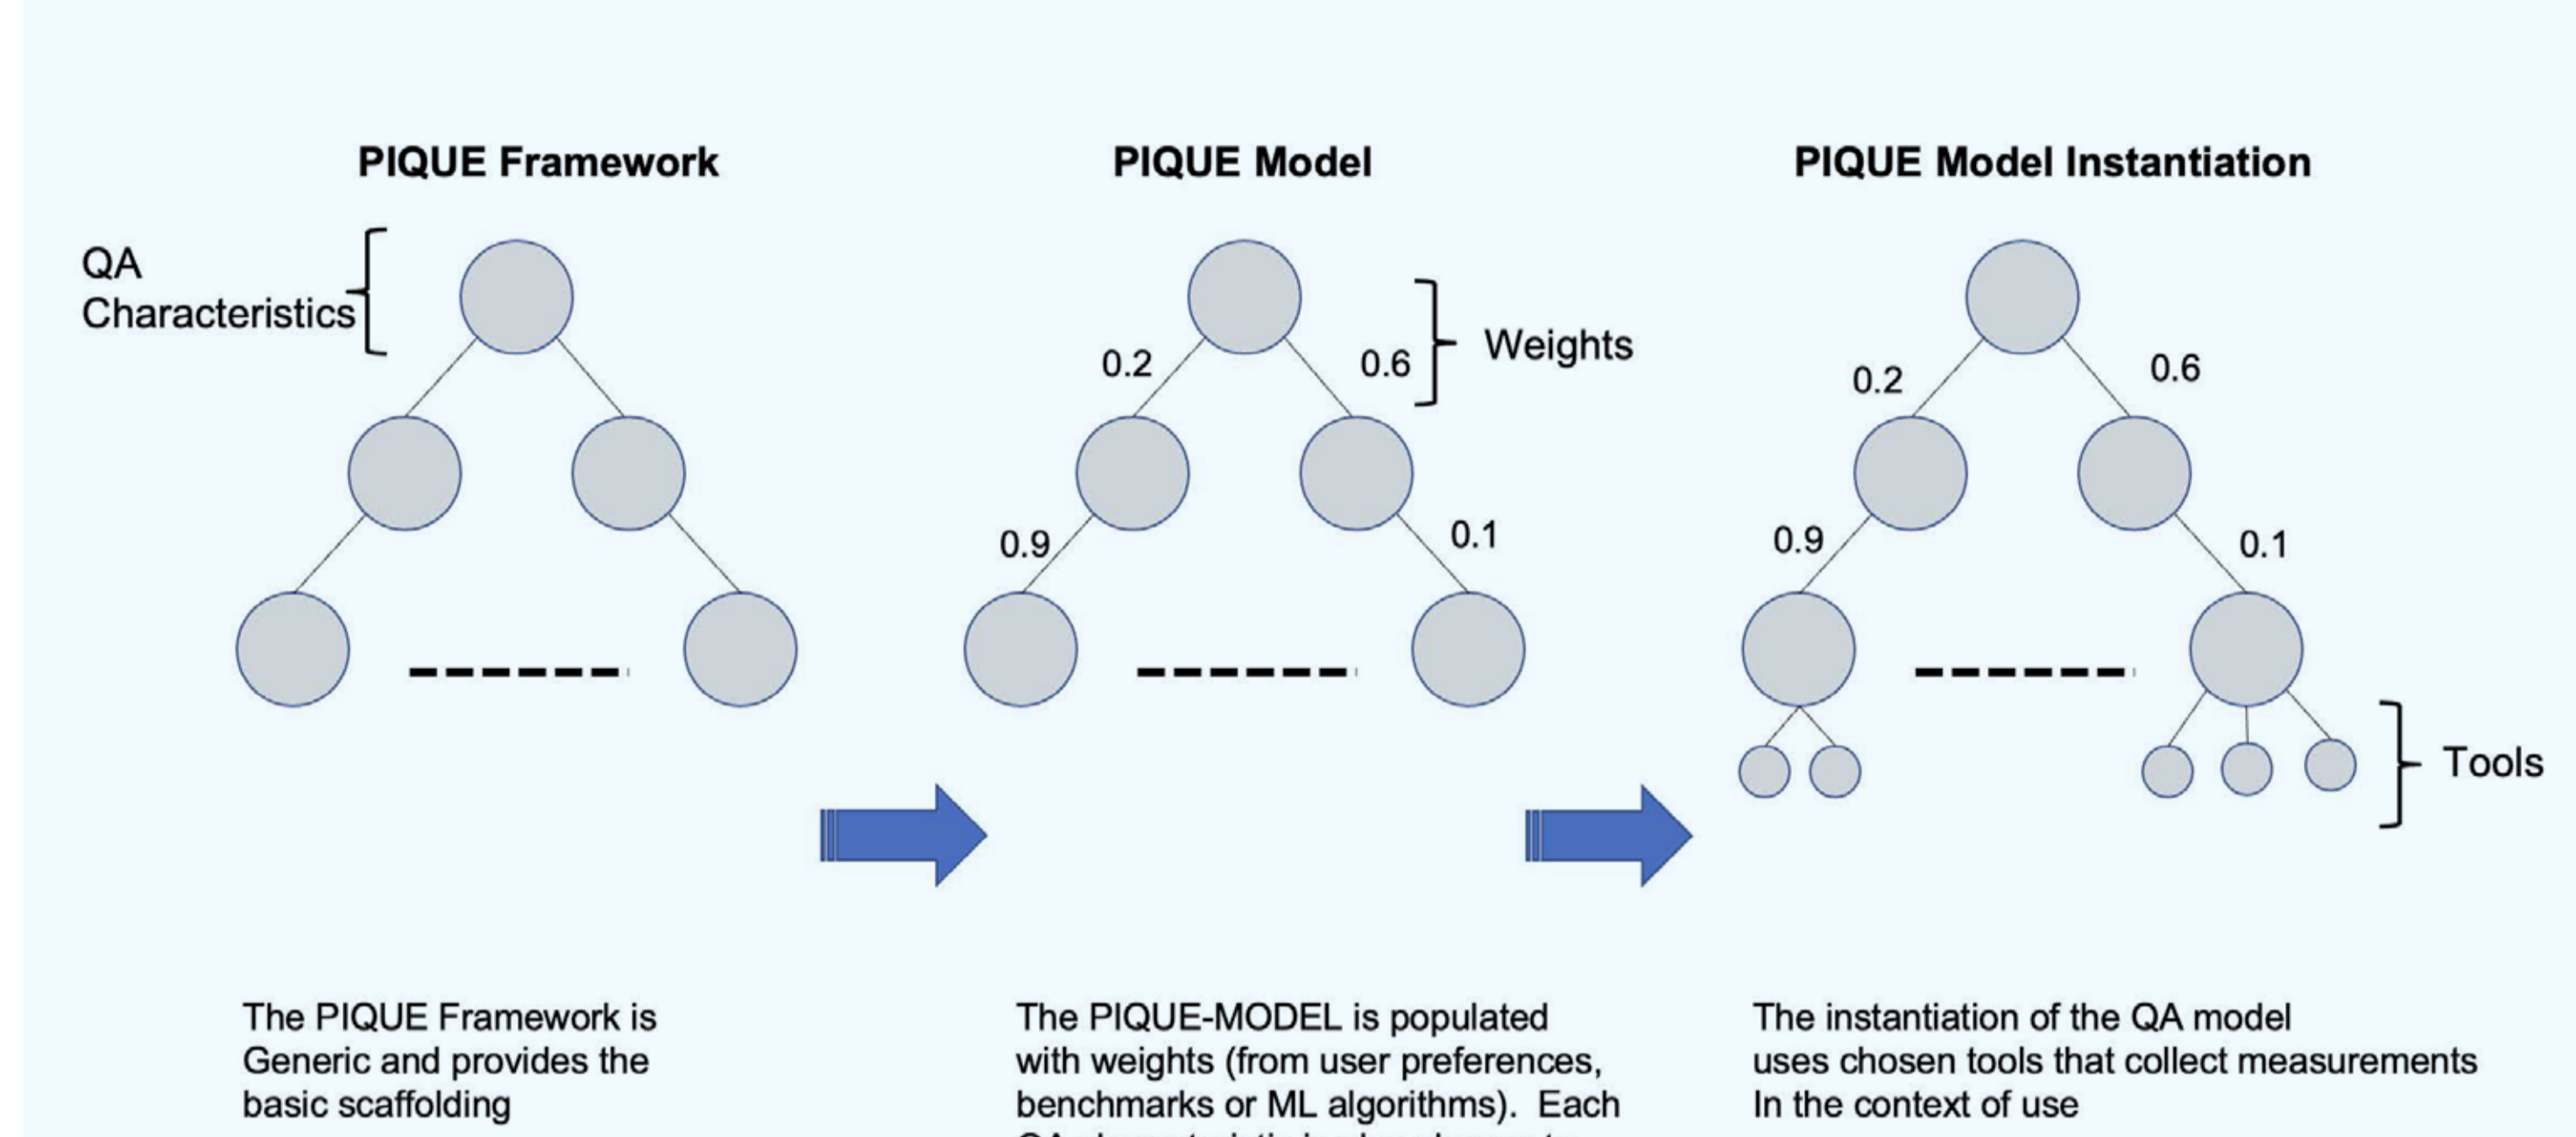 PIQUE Framework
QA
Characteristics
The PIQUE Framework is
Generic and provides the
basic scaffolding
PIQUE Model
0.2
0.6
Weights
0.9
0.1
The PIQUE-MODEL is populated
with weights (from user preferences,
benchmarks or ML algorithms). Each
PIQUE Model Instantiation
0.2
0.6
0.9
0.1
Tools
The instantiation of the QA model
uses chosen tools that collect measurements
In the context of use